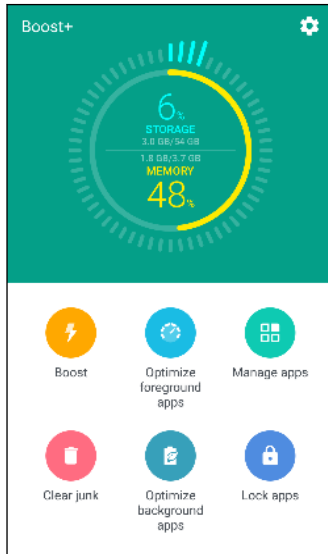 Boost+
6%
STORAGE
3.0 GB/54 GB
1.8 GB/3.7 GB
MEMORY
48%
Boost
Optimize
foreground
apps
Manage apps
Clear junk
Optimize
background
apps
Lock apps